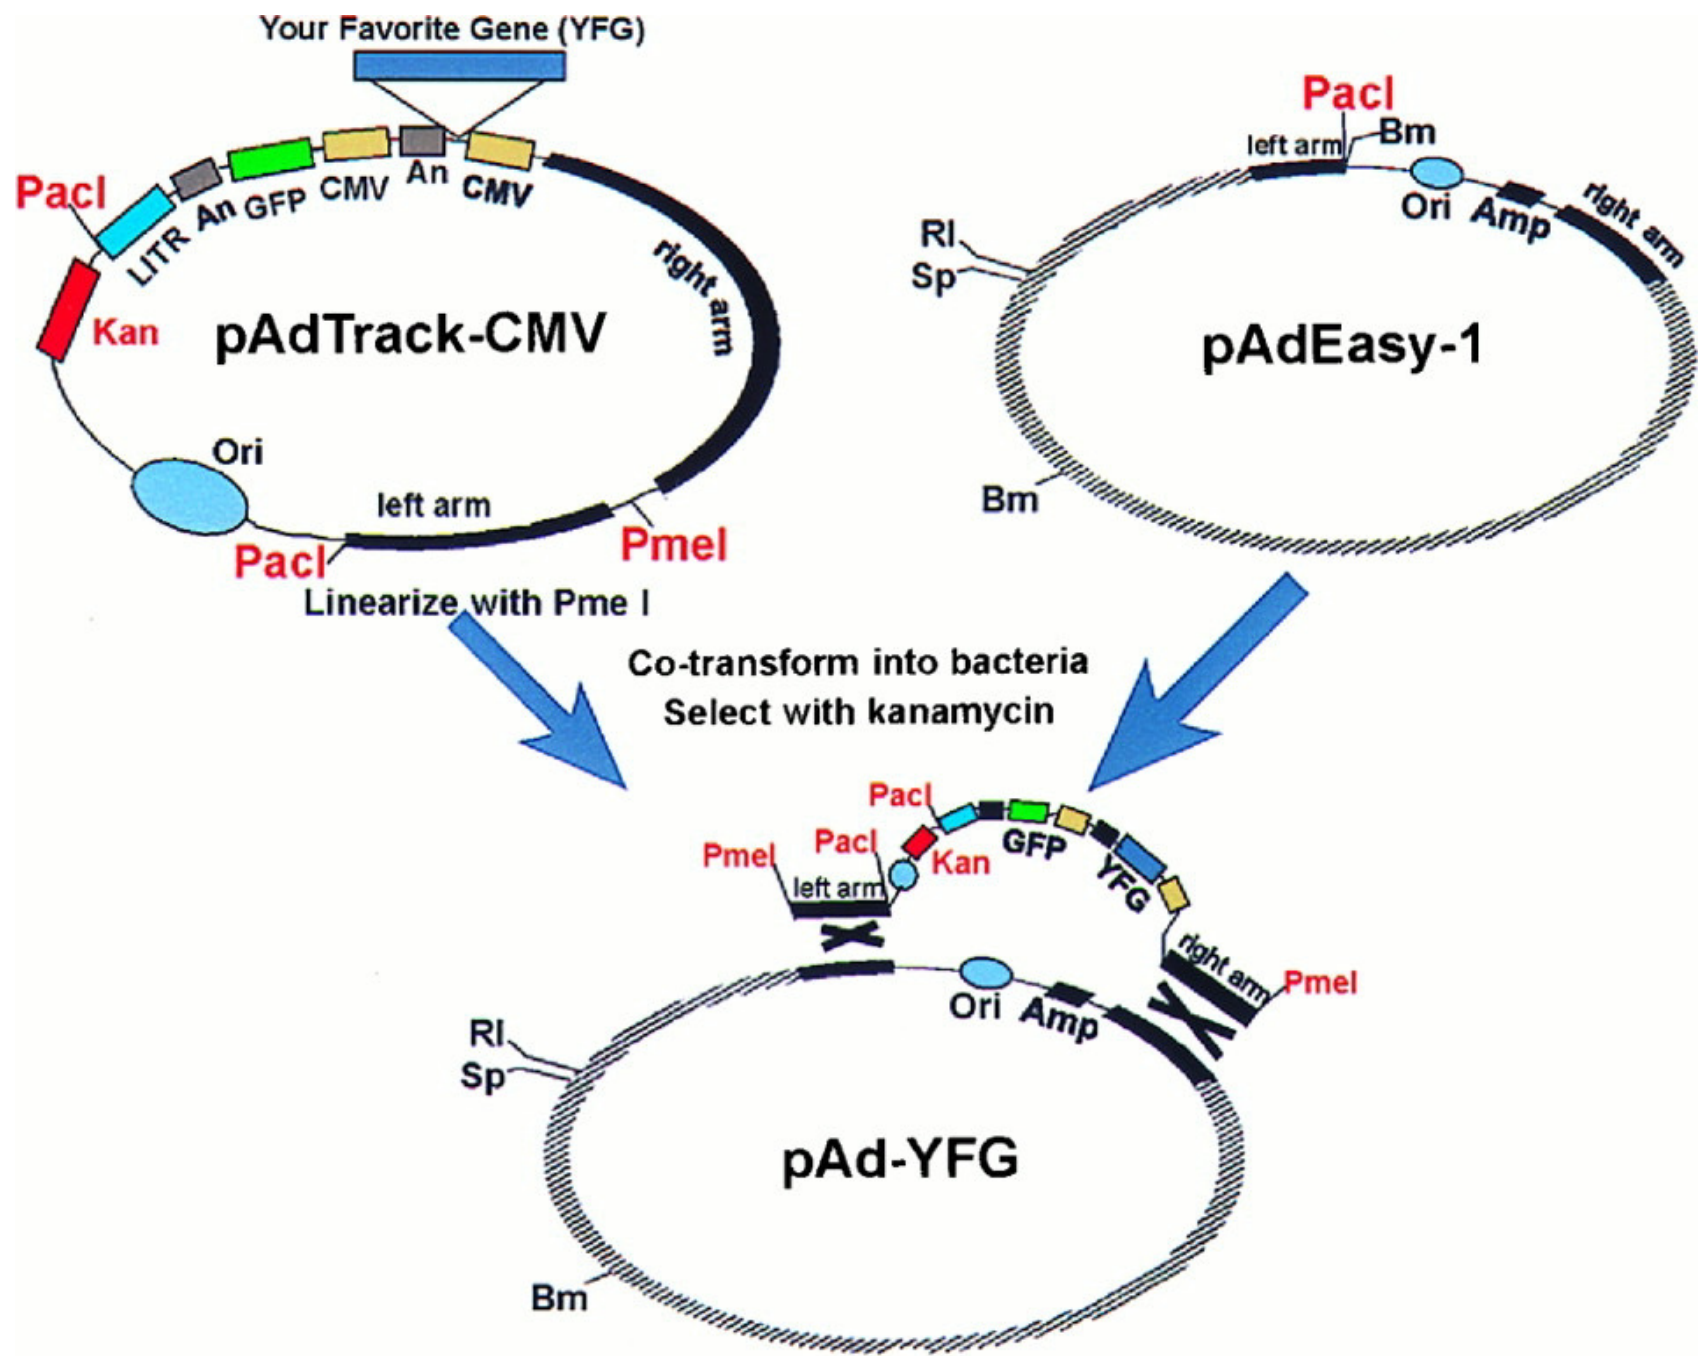 Your Favorite Gene (YFG)
PacI
LITR
An
GFP
CMV
An
CMV
right arm
Kan
pAdTrack-CMV
Ori
left arm
PacI
PmeI
Linearize with Pme I
PacI
left arm
Bm
Ori
Amp
right arm
RI
Sp
pAdEasy-1
Bm
Co-transform into bacteria
Select with kanamycin
PacI
PacI
PmeI
left arm
Kan
GFP
YFG
right arm
PmeI
Ori
Amp
RI
Sp
pAd-YFG
Bm